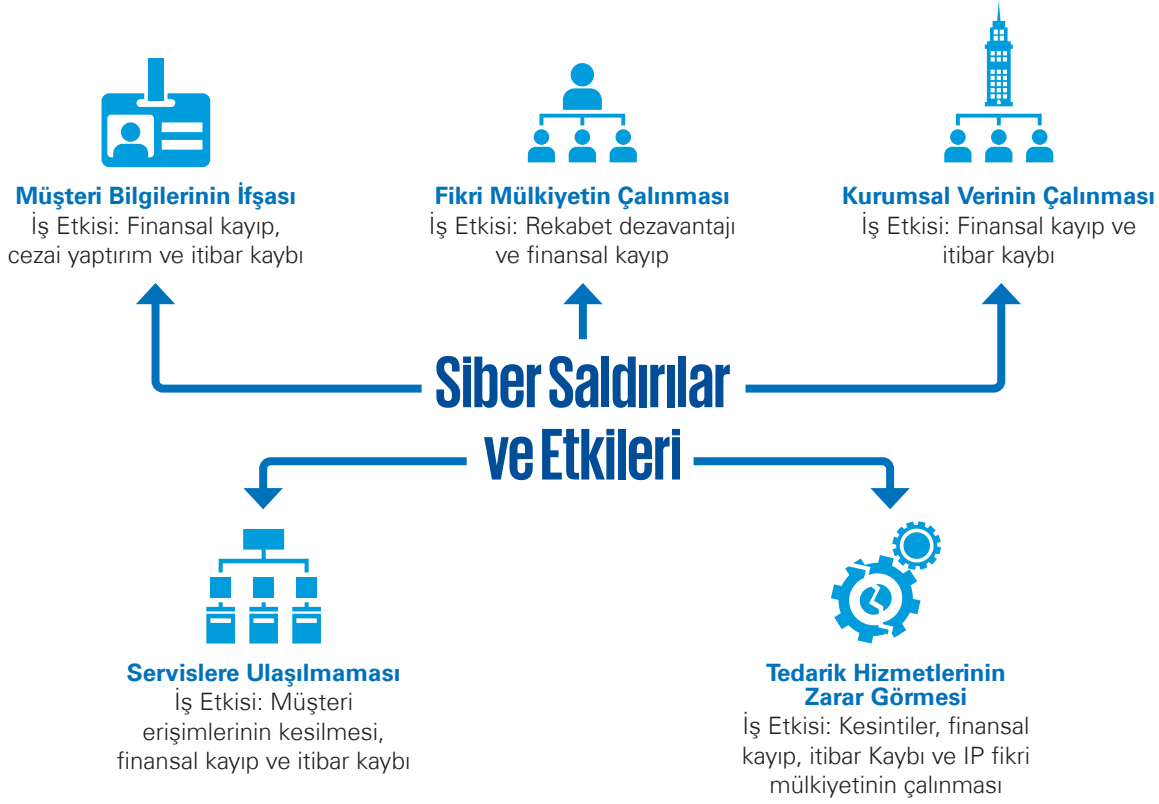 Müşteri Bilgilerinin İfşası
İş Etkisi: Finansal kayıp,
cezai yaptırım ve itibar kaybı
Fikri Mülkiyetin Çalınması
İş Etkisi: Rekabet dezavantajı
ve finansal kayıp
Kurumsal Verinin Çalınması
İş Etkisi: Finansal kayıp ve
itibar kaybı
Siber Saldırılar
ve Etkileri
Servislere Ulaşılmaması
İş Etkisi: Müşteri
erişimlerinin kesilmesi,
finansal kayıp ve itibar kaybı
Tedarik Hizmetlerinin
Zarar Görmesi
İş Etkisi: Kesintiler, finansal
kayıp, itibar Kaybı ve IP fikri
mülkiyetinin çalınması